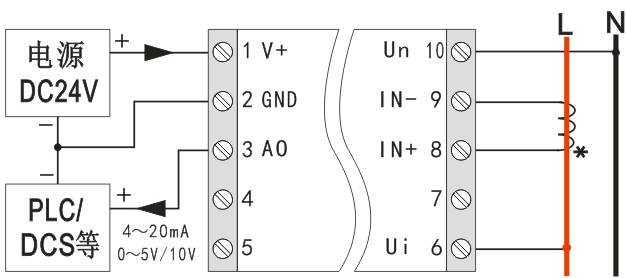 电源
DC24V
+
−
−
PLC/
DCS等
+
4～20mA
0～5V/10V
1 V+
2 GND
3 AO
4
5
Un 10
IN- 9
IN+ 8
7
Ui 6
L
N
*